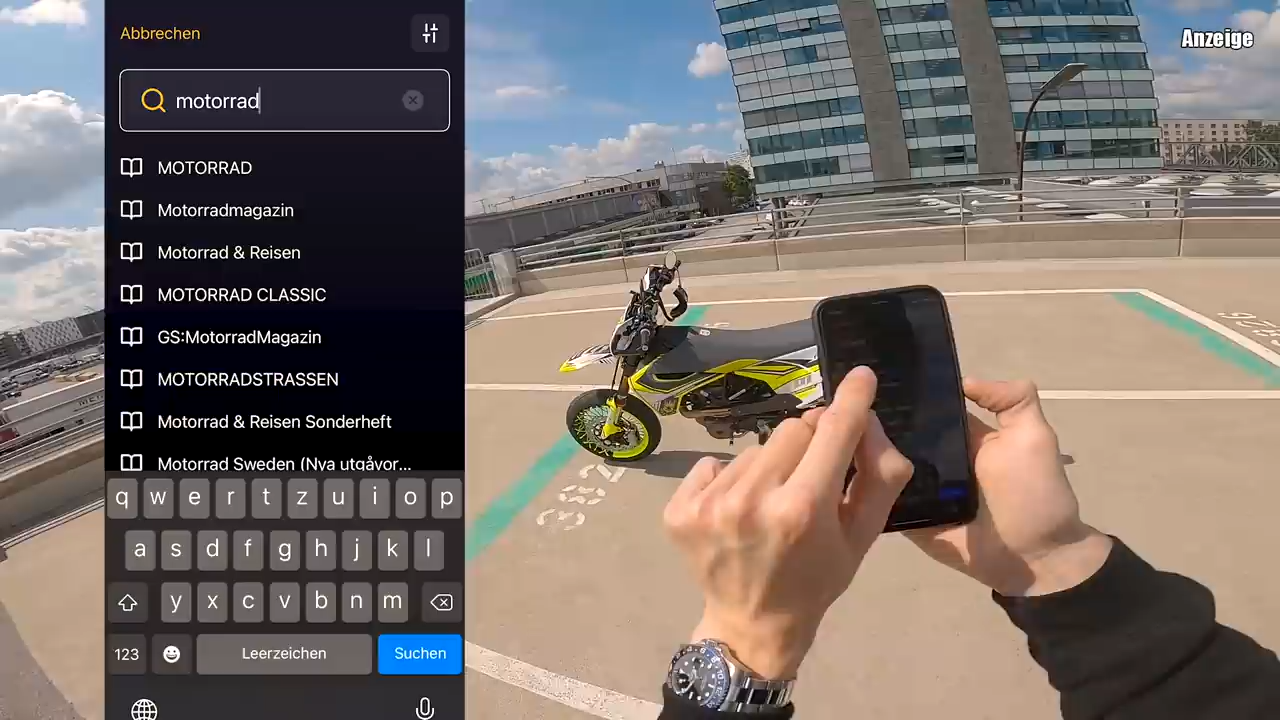 Abbrechen
motorrad
MOTORRAD
Motorradmagazin
Motorrad & Reisen
MOTORRAD CLASSIC
GS:MotorradMagazin
MOTORRADSTRASSEN
Motorrad & Reisen Sonderheft
Motorrad Sweden (Nya utgåvor...
q w e r t z u i o p
a s d f g h j k l
y x c v b n m
123 Leerzeichen Suchen
Anzeige
382